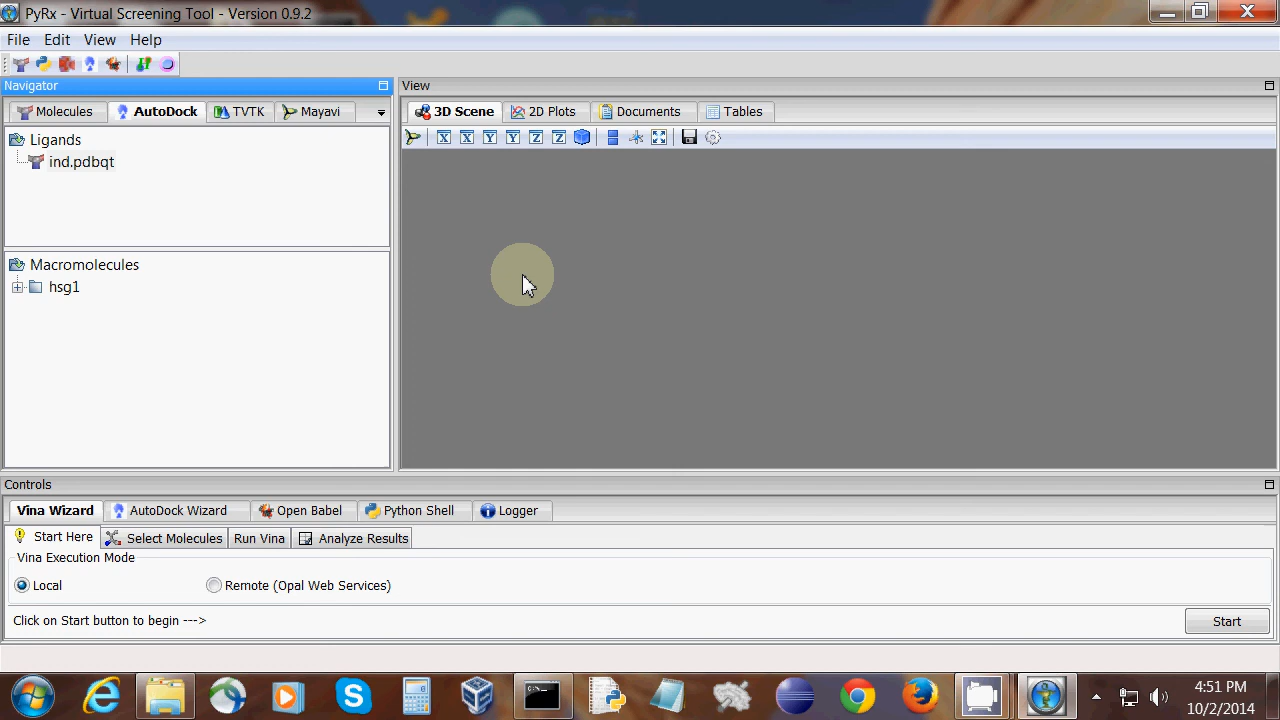 PyRx - Virtual Screening Tool - Version 0.9.2
File Edit View Help
Navigator
View
Molecules AutoDock TVTK Mayavi
3D Scene 2D Plots Documents Tables
X X Y Y Z Z
Ligands
ind.pdbqt
Macromolecules
hsg1
Controls
Vina Wizard AutoDock Wizard Open Babel Python Shell Logger
Start Here Select Molecules Run Vina Analyze Results
Vina Execution Mode
Local Remote (Opal Web Services)
Click on Start button to begin --->
Start
4:51 PM
10/2/2014